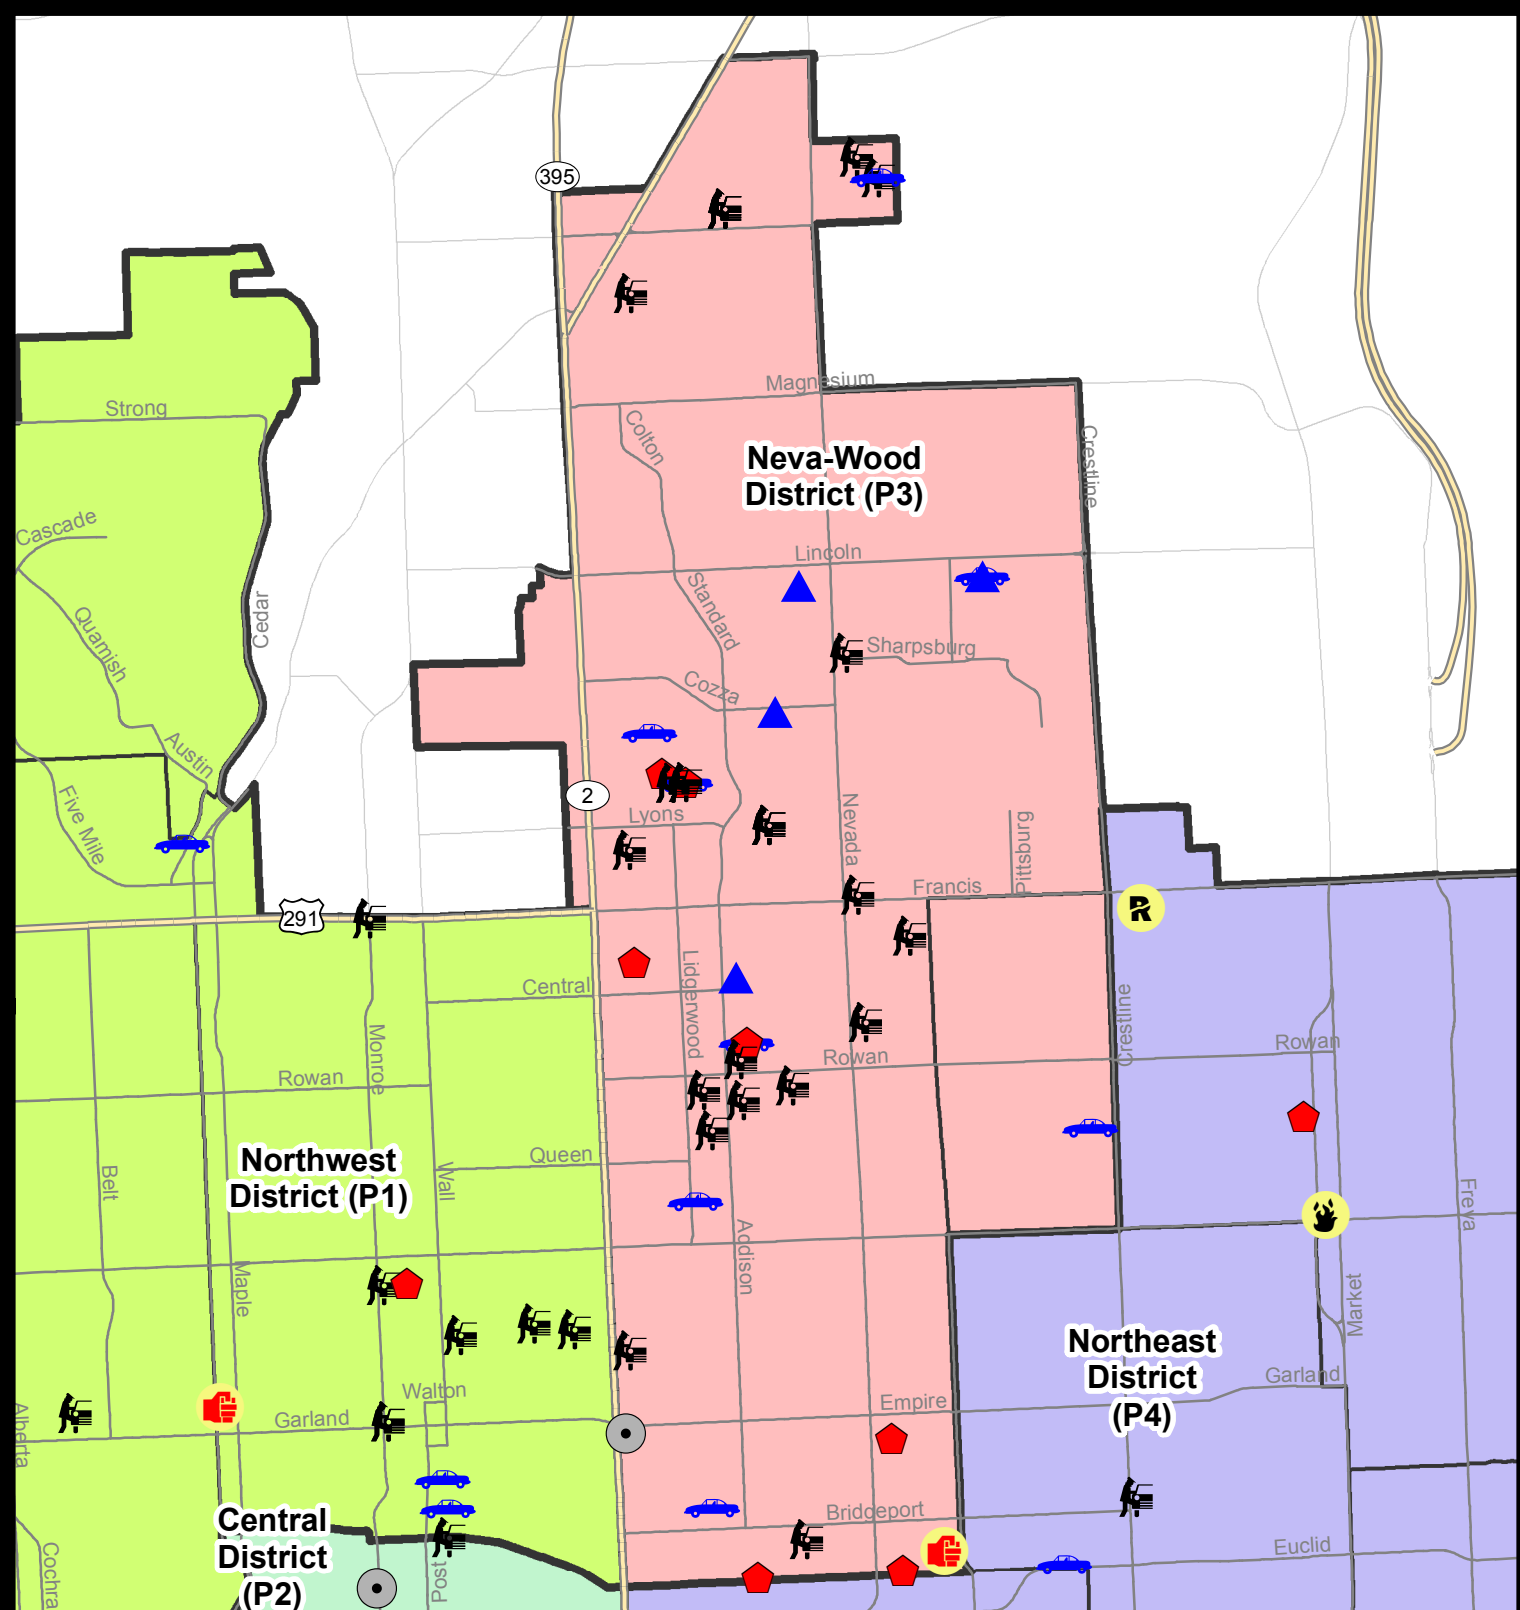 395
Magnesium
Strong
Colton
Crestline
Neva-Wood
District (P3)
Cascade
Lincoln
Quamish
Cedar
Standard
Sharpsburg
Cozza
Austin
2
Five Mile
Lyons
Nevada
Pittsburg
Francis
R
291
Central
Lidgerwood
Monroe
Crestline
Rowan
Rowan
Rowan
Queen
Northwest
District (P1)
Belt
Wall
Freya
Addison
Maple
Market
Northeast
District
(P4)
Walton
Garland
Garland
Empire
Alberta
Bridgeport
Central
District
(P2)
Euclid
Post
Cochra